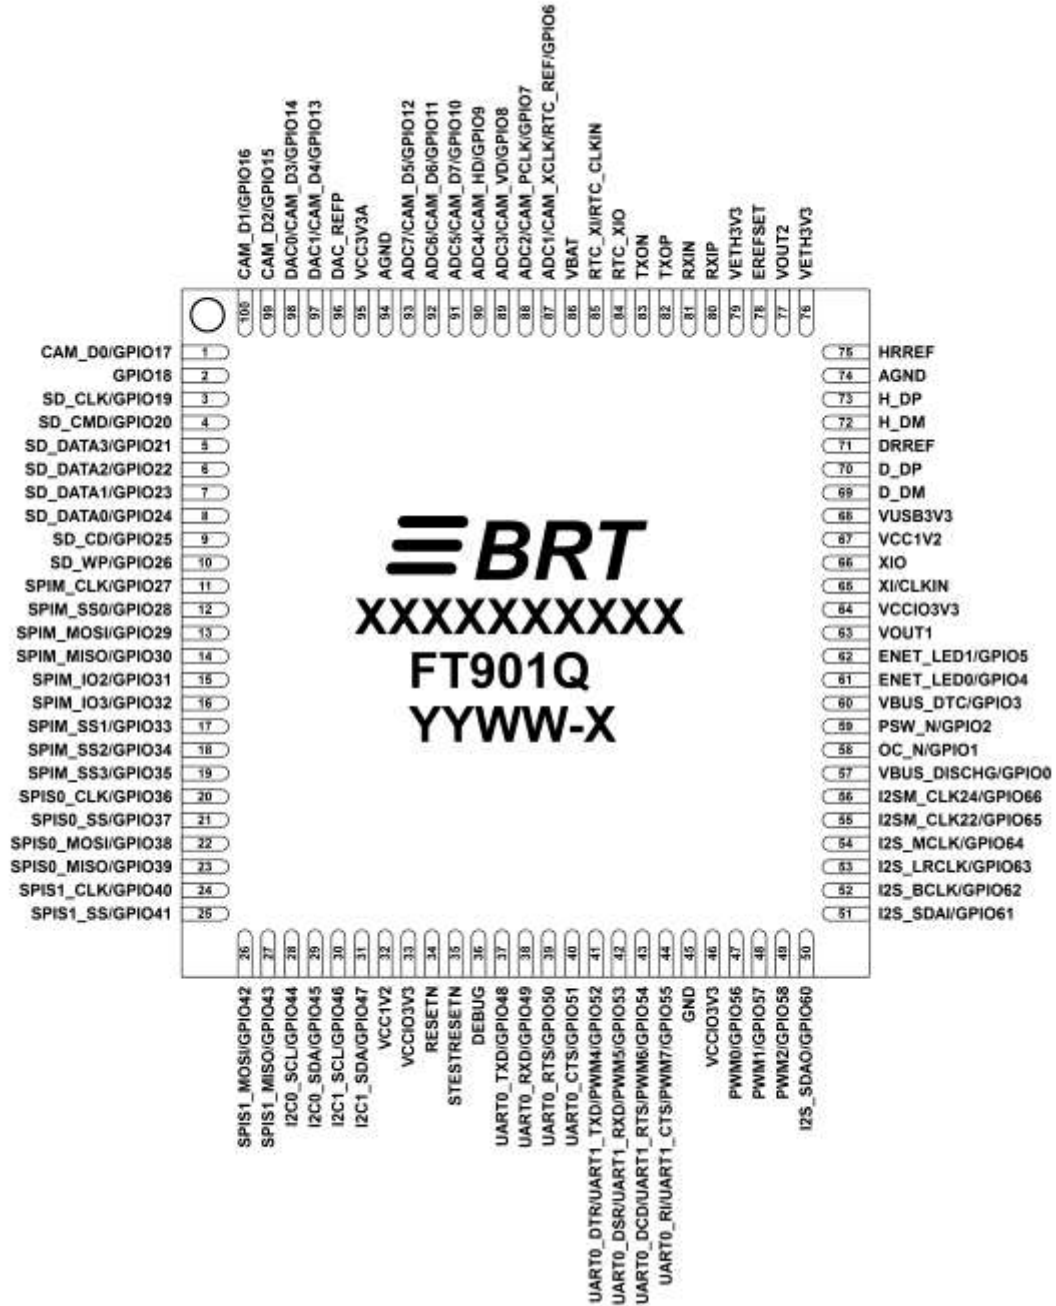 CAM_D1/GPIO16
CAM_D2/GPIO15
DAC0/CAM_D3/GPIO14
DAC1/CAM_D4/GPIO13
DAC_REFP
VCC3V3A
AGND
ADC7/CAM_D5/GPIO12
ADC6/CAM_D6/GPIO11
ADC5/CAM_D7/GPIO10
ADC4/CAM_HD/GPIO9
ADC3/CAM_VD/GPIO8
ADC2/CAM_PCLK/GPIO7
ADC1/CAM_XCLK/RTC_REF/GPIO6
VBAT
RTC_XI/RTC_CLKIN
RTC_XIO
TXON
TXOP
RXIN
RXIP
VETH3V3
EREFSET
VOUT2
VETH3V3
100
99
98
97
96
95
94
93
92
91
90
89
88
87
86
85
84
83
82
81
80
79
78
77
76
CAM_D0/GPIO17 1
GPIO18 2
SD_CLK/GPIO19 3
SD_CMD/GPIO20 4
SD_DATA3/GPIO21 5
SD_DATA2/GPIO22 6
SD_DATA1/GPIO23 7
SD_DATA0/GPIO24 8
SD_CD/GPIO25 9
SD_WP/GPIO26 10
SPIM_CLK/GPIO27 11
SPIM_SS0/GPIO28 12
SPIM_MOSI/GPIO29 13
SPIM_MISO/GPIO30 14
SPIM_IO2/GPIO31 15
SPIM_IO3/GPIO32 16
SPIM_SS1/GPIO33 17
SPIM_SS2/GPIO34 18
SPIM_SS3/GPIO35 19
SPIS0_CLK/GPIO36 20
SPIS0_SS/GPIO37 21
SPIS0_MOSI/GPIO38 22
SPIS0_MISO/GPIO39 23
SPIS1_CLK/GPIO40 24
SPIS1_SS/GPIO41 25
BRT
XXXXXXXXXX
FT901Q
YYWW-X
75 HRREF
74 AGND
73 H_DP
72 H_DM
71 DRREF
70 D_DP
69 D_DM
68 VUSB3V3
67 VCC1V2
66 XIO
65 XI/CLKIN
64 VCCIO3V3
63 VOUT1
62 ENET_LED1/GPIO5
61 ENET_LED0/GPIO4
60 VBUS_DTC/GPIO3
59 PSW_N/GPIO2
58 OC_N/GPIO1
57 VBUS_DISCHG/GPIO0
56 I2SM_CLK24/GPIO66
55 I2SM_CLK22/GPIO65
54 I2S_MCLK/GPIO64
53 I2S_LRCLK/GPIO63
52 I2S_BCLK/GPIO62
51 I2S_SDAI/GPIO61
26
27
28
29
30
31
32
33
34
35
36
37
38
39
40
41
42
43
44
45
46
47
48
49
50
SPIS1_MOSI/GPIO42
SPIS1_MISO/GPIO43
I2C0_SCL/GPIO44
I2C0_SDA/GPIO45
I2C1_SCL/GPIO46
I2C1_SDA/GPIO47
VCC1V2
VCCIO3V3
RESETN
STESTRESETN
DEBUG
UART0_TXD/GPIO48
UART0_RXD/GPIO49
UART0_RTS/GPIO50
UART0_CTS/GPIO51
UART0_DTR/UART1_TXD/PWM4/GPIO52
UART0_DSR/UART1_RXD/PWM5/GPIO53
UART0_DCD/UART1_RTS/PWM6/GPIO54
UART0_RI/UART1_CTS/PWM7/GPIO55
GND
VCCIO3V3
PWM0/GPIO56
PWM1/GPIO57
PWM2/GPIO58
I2S_SDAO/GPIO60